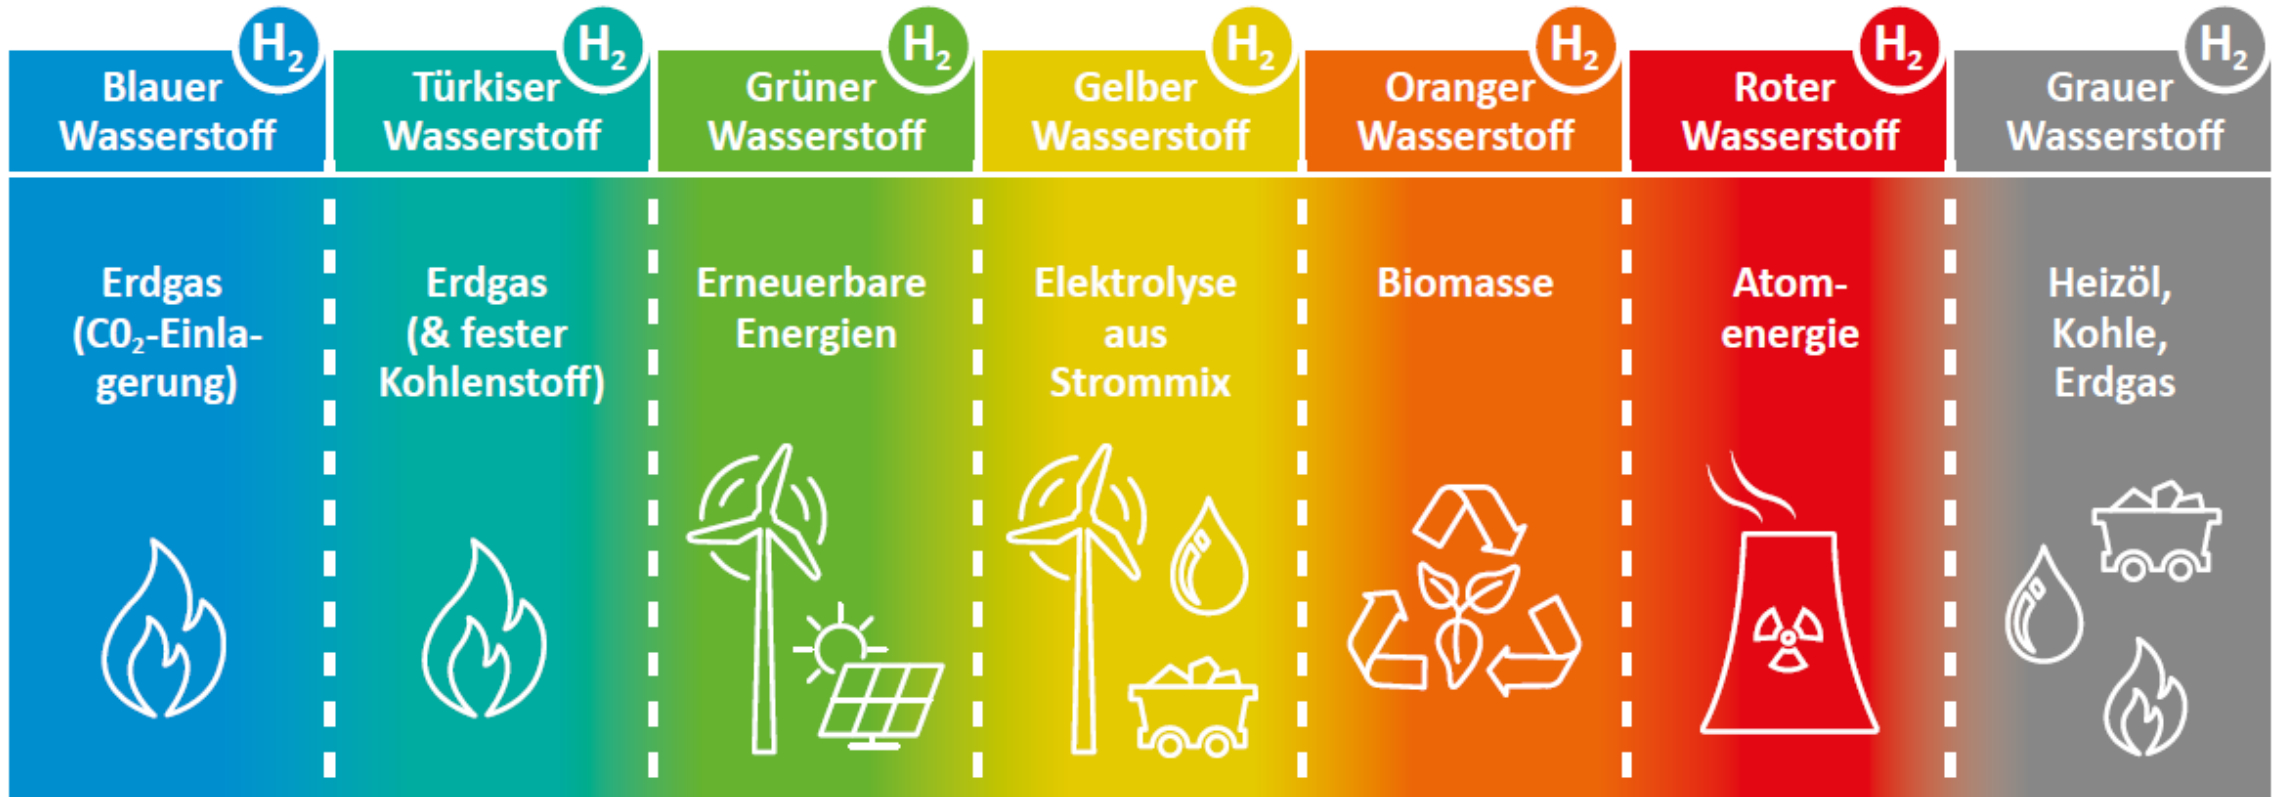 H₂
Blauer
Wasserstoff
Erdgas
(C0₂-Einla-
gerung)
H₂
Türkiser
Wasserstoff
Erdgas
(& fester
Kohlenstoff)
H₂
Grüner
Wasserstoff
Erneuerbare
Energien
H₂
Gelber
Wasserstoff
Elektrolyse
aus
Strommix
H₂
Oranger
Wasserstoff
Biomasse
H₂
Roter
Wasserstoff
Atom-
energie
H₂
Grauer
Wasserstoff
Heizöl,
Kohle,
Erdgas